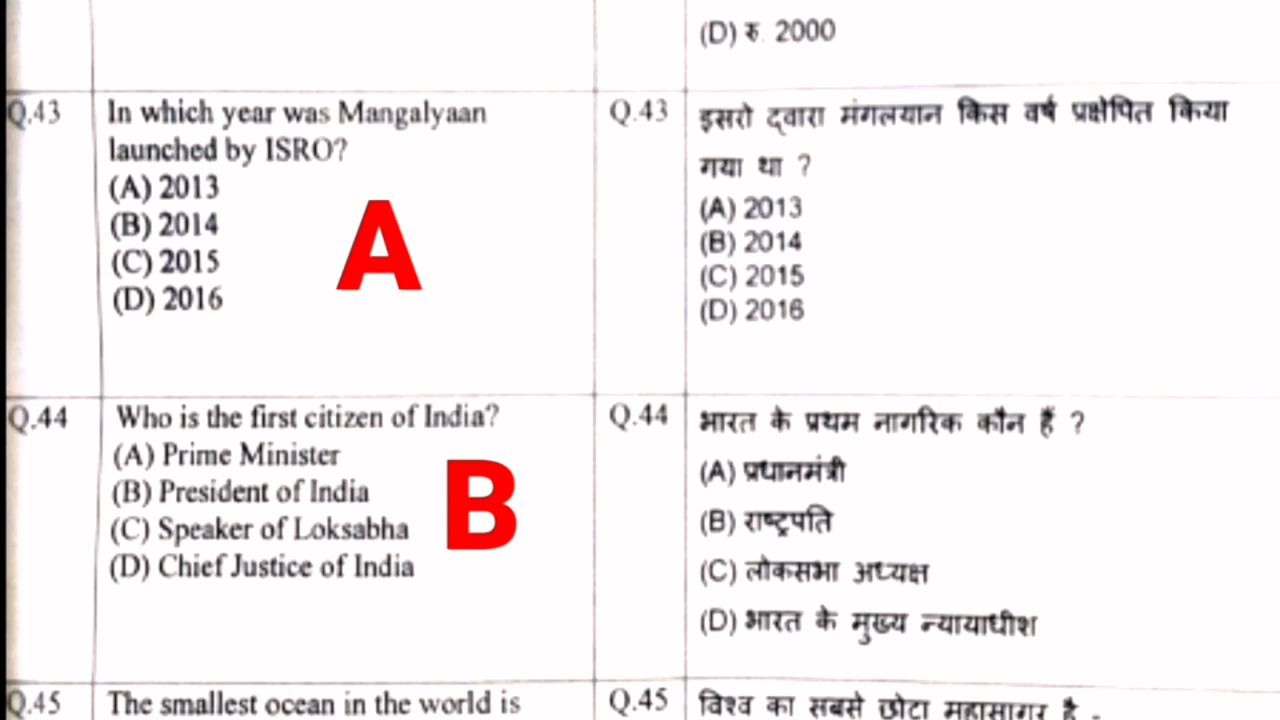 (D) रु. 2000
Q.43
In which year was Mangalyaan
launched by ISRO?
(A) 2013
(B) 2014
(C) 2015
(D) 2016
A
Q.43
इसरो द्वारा मंगलयान किस वर्ष प्रक्षेपित किया
गया था ?
(A) 2013
(B) 2014
(C) 2015
(D) 2016
Q.44
Who is the first citizen of India?
(A) Prime Minister
(B) President of India
(C) Speaker of Loksabha
(D) Chief Justice of India
B
Q.44
भारत के प्रथम नागरिक कौन हैं ?
(A) प्रधानमंत्री
(B) राष्ट्रपति
(C) लोकसभा अध्यक्ष
(D) भारत के मुख्य न्यायाधीश
Q.45
The smallest ocean in the world is
Q.45
विश्व का सबसे छोटा महासागर है -